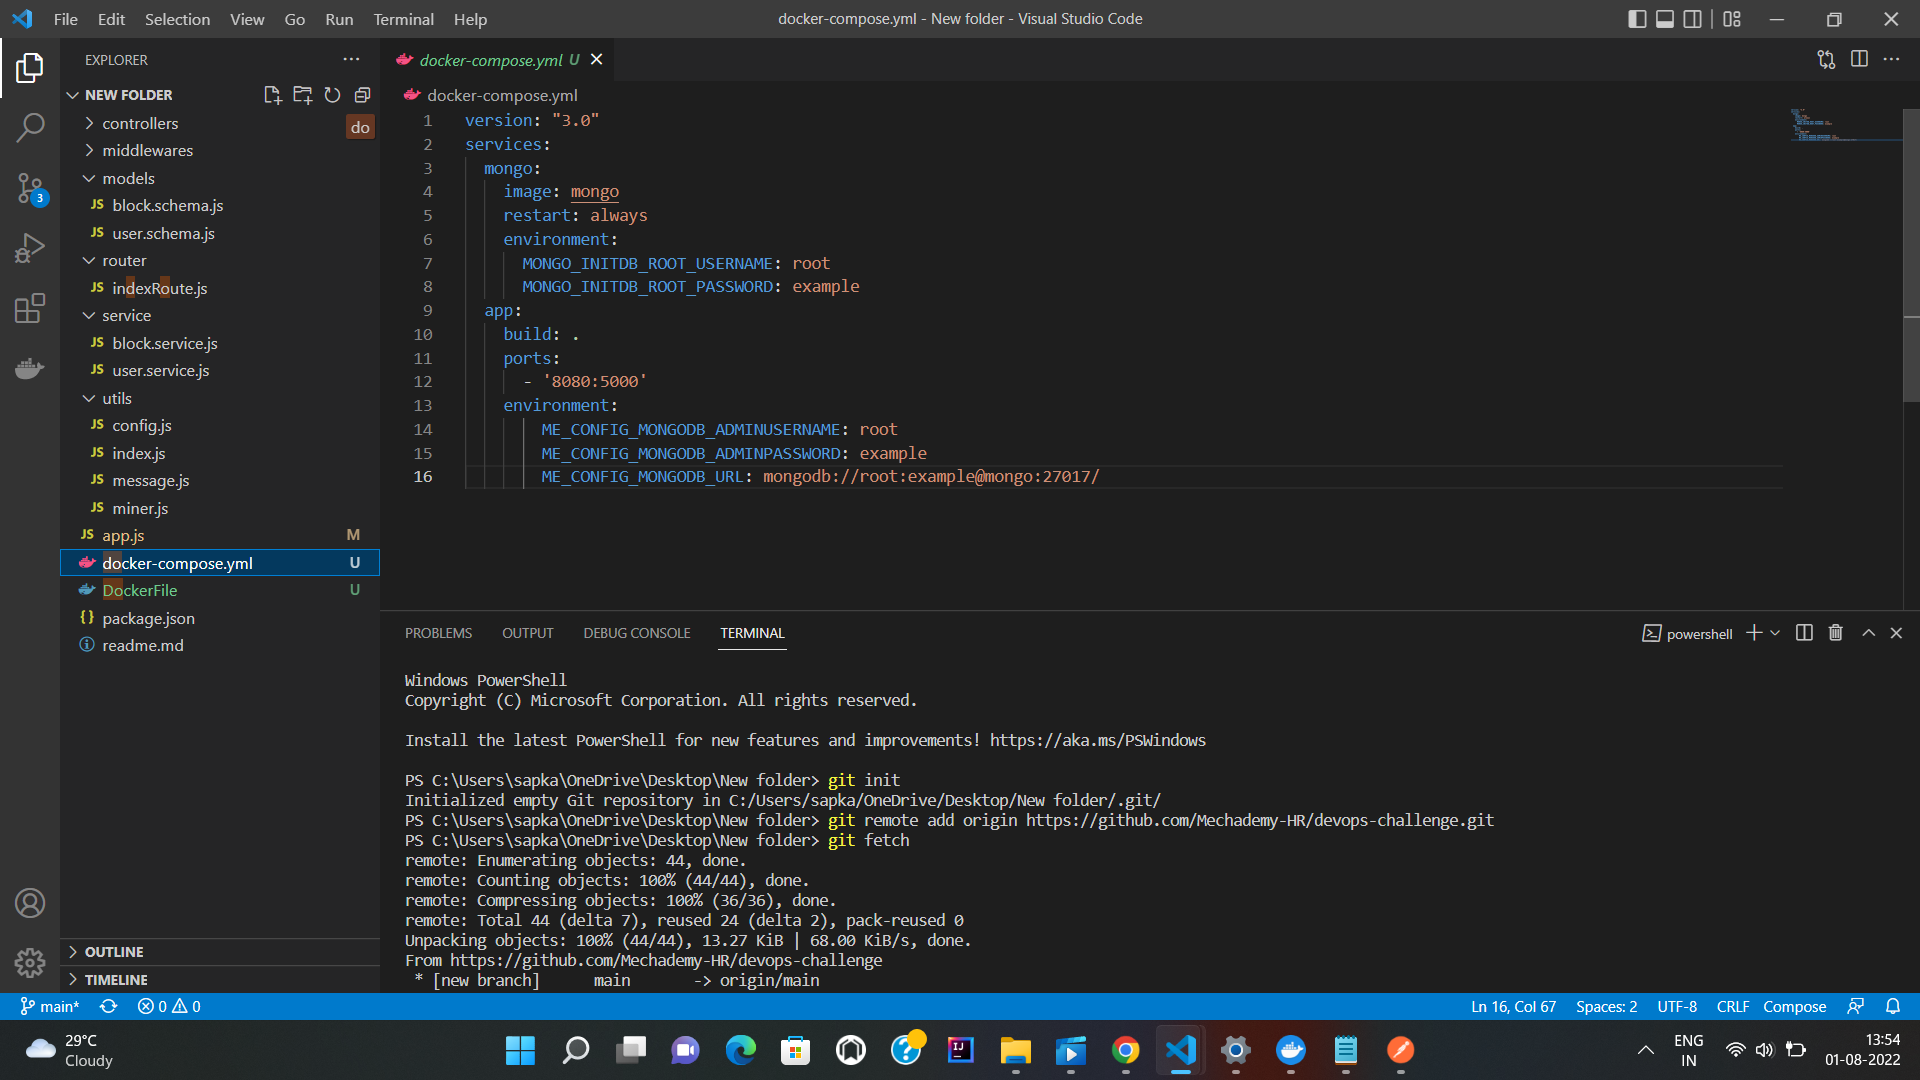 File Edit Selection View Go Run Terminal Help
docker-compose.yml - New folder - Visual Studio Code
EXPLORER
NEW FOLDER
do
controllers
middlewares
models
JS block.schema.js
JS user.schema.js
router
JS indexRoute.js
service
JS block.service.js
JS user.service.js
utils
JS config.js
JS index.js
JS message.js
JS miner.js
JS app.js M
docker-compose.yml U
DockerFile U
{} package.json
readme.md
OUTLINE
TIMELINE
3
docker-compose.yml U
docker-compose.yml
1 version: "3.0"
2 services:
3 mongo:
4 image: mongo
5 restart: always
6 environment:
7 MONGO_INITDB_ROOT_USERNAME: root
8 MONGO_INITDB_ROOT_PASSWORD: example
9 app:
10 build: .
11 ports:
12 - '8080:5000'
13 environment:
14 ME_CONFIG_MONGODB_ADMINUSERNAME: root
15 ME_CONFIG_MONGODB_ADMINPASSWORD: example
16 ME_CONFIG_MONGODB_URL: mongodb://root:example@mongo:27017/
PROBLEMS OUTPUT DEBUG CONSOLE TERMINAL
powershell
Windows PowerShell
Copyright (C) Microsoft Corporation. All rights reserved.
Install the latest PowerShell for new features and improvements! https://aka.ms/PSWindows
PS C:\Users\sapka\OneDrive\Desktop\New folder> git init
Initialized empty Git repository in C:/Users/sapka/OneDrive/Desktop/New folder/.git/
PS C:\Users\sapka\OneDrive\Desktop\New folder> git remote add origin https://github.com/Mechademy-HR/devops-challenge.git
PS C:\Users\sapka\OneDrive\Desktop\New folder> git fetch
remote: Enumerating objects: 44, done.
remote: Counting objects: 100% (44/44), done.
remote: Compressing objects: 100% (36/36), done.
remote: Total 44 (delta 7), reused 24 (delta 2), pack-reused 0
Unpacking objects: 100% (44/44), 13.27 KiB | 68.00 KiB/s, done.
From https://github.com/Mechademy-HR/devops-challenge
* [new branch] main -> origin/main
main* 0 0
Ln 16, Col 67 Spaces: 2 UTF-8 CRLF Compose
29°C
Cloudy
IJ
ENG
IN
13:54
01-08-2022